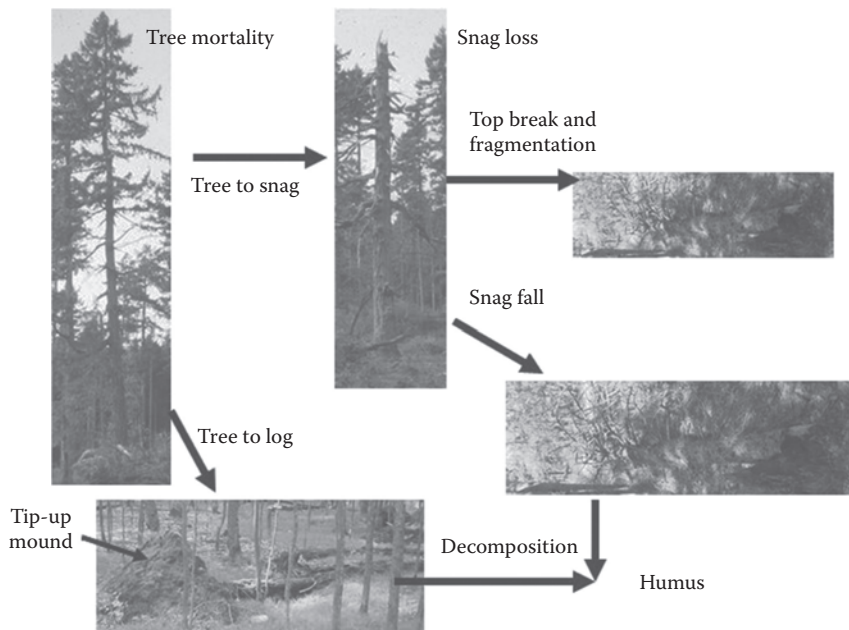 Tree mortality
Snag loss
Top break and
fragmentation
Tree to snag
Snag fall
Tree to log
Tip-up
mound
Decomposition
Humus